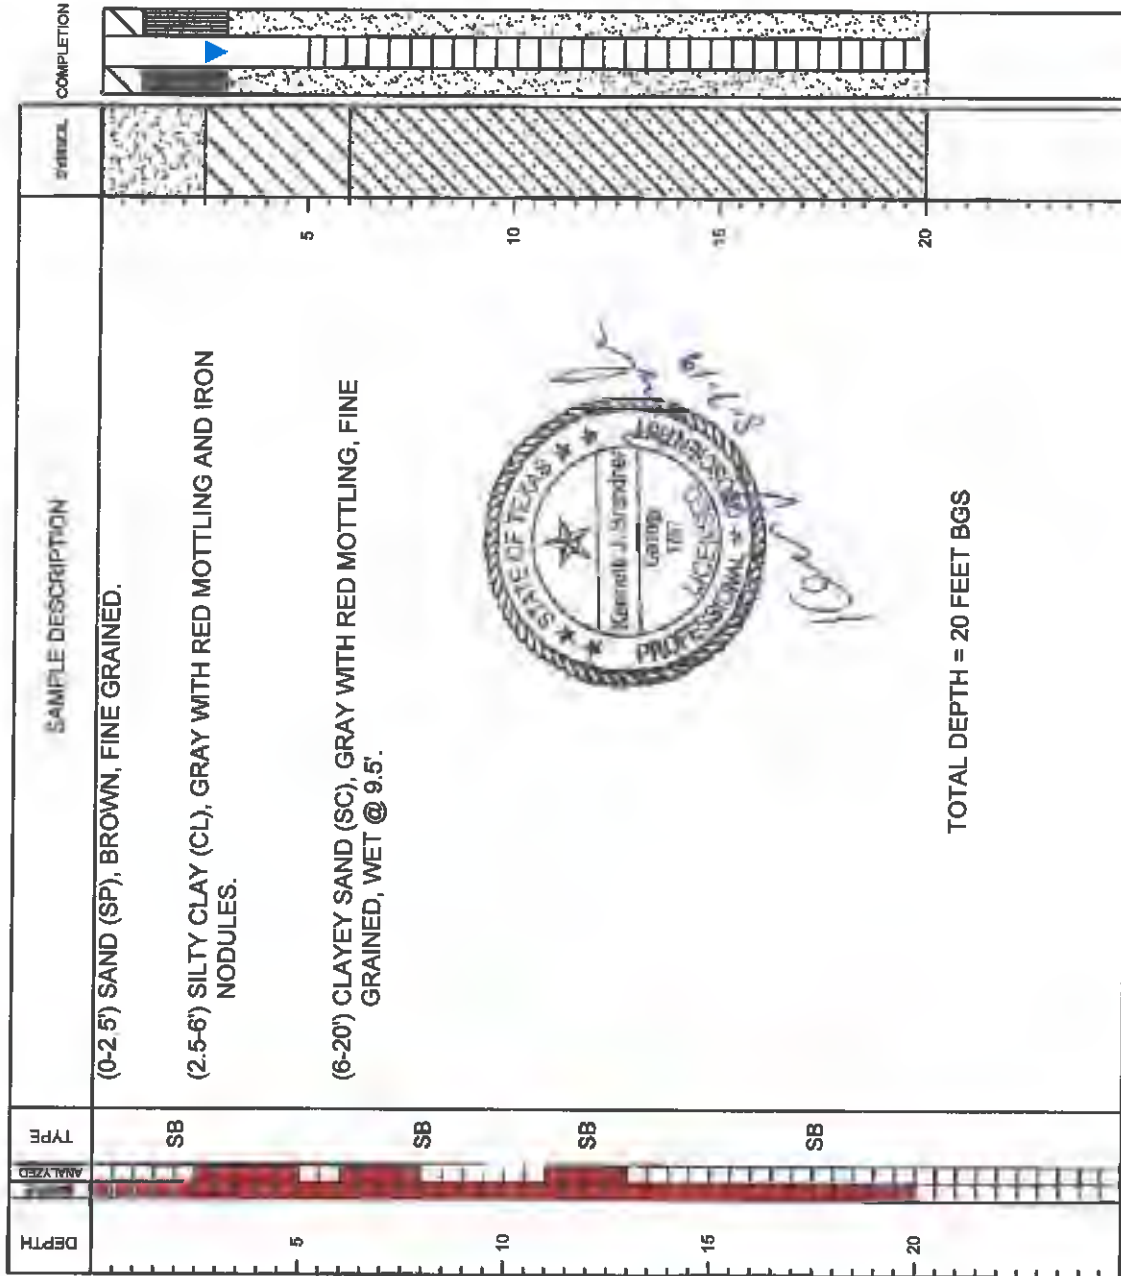 DEPTH
ANALYZED
TYPE
SAMPLE DESCRIPTION
SYMBOL
COMPLETION
(0-2.5') SAND (SP), BROWN, FINE GRAINED.
(2.5-6') SILTY CLAY (CL), GRAY WITH RED MOTTLING AND IRON
NODULES.
(6-20') CLAYEY SAND (SC), GRAY WITH RED MOTTLING, FINE
GRAINED, WET @ 9.5'.
SB
SB
SB
SB
5
10
15
20
5
10
15
20
STATE OF TEXAS
Kenneth J.
Geology
LICENSED
PROFESSIONAL GEOSCIENTIST
TOTAL DEPTH = 20 FEET BGS